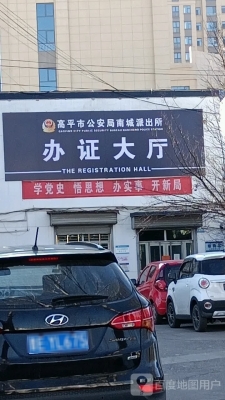 高平市公安局南城派出所
办证大厅
THE REGISTRATION HALL
学党史 悟思想 办实事 开新局
百度地图用户